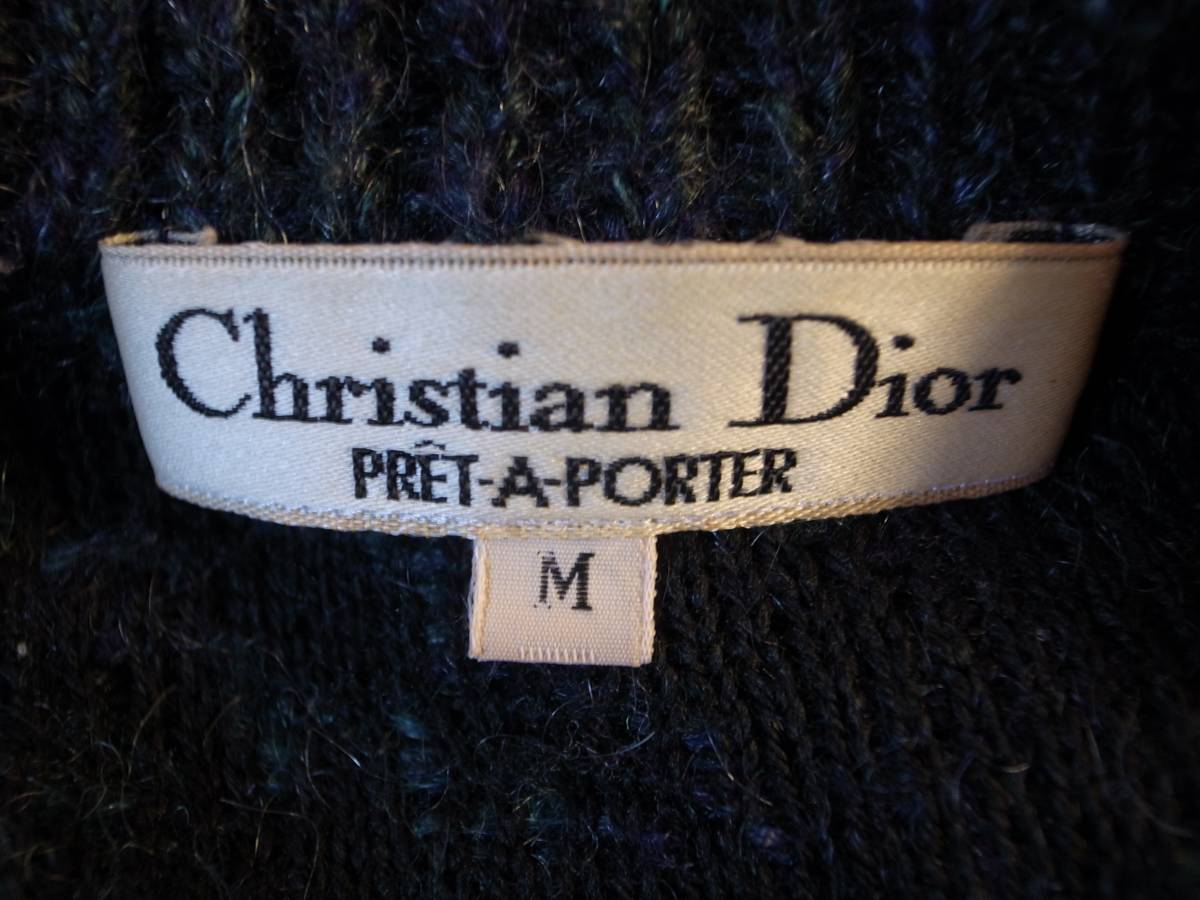 Christian Dior
PRÊT-A-PORTER
M